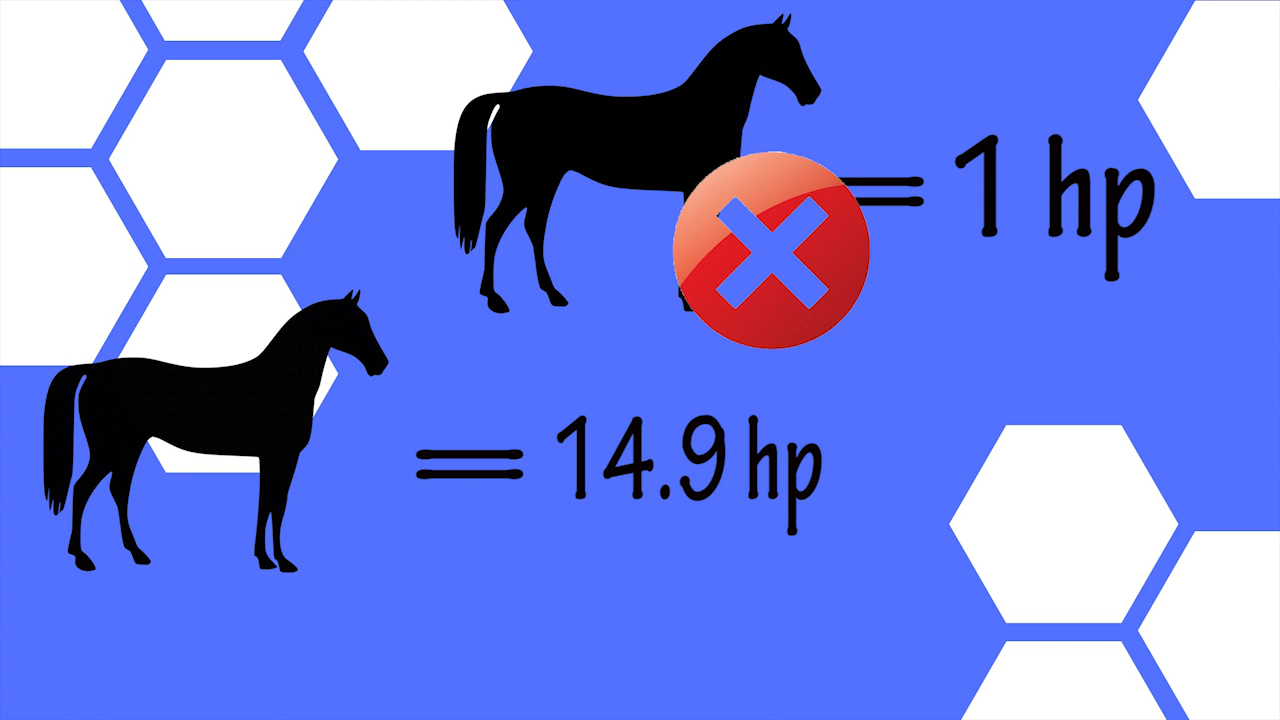 = 1 hp
= 14.9 hp